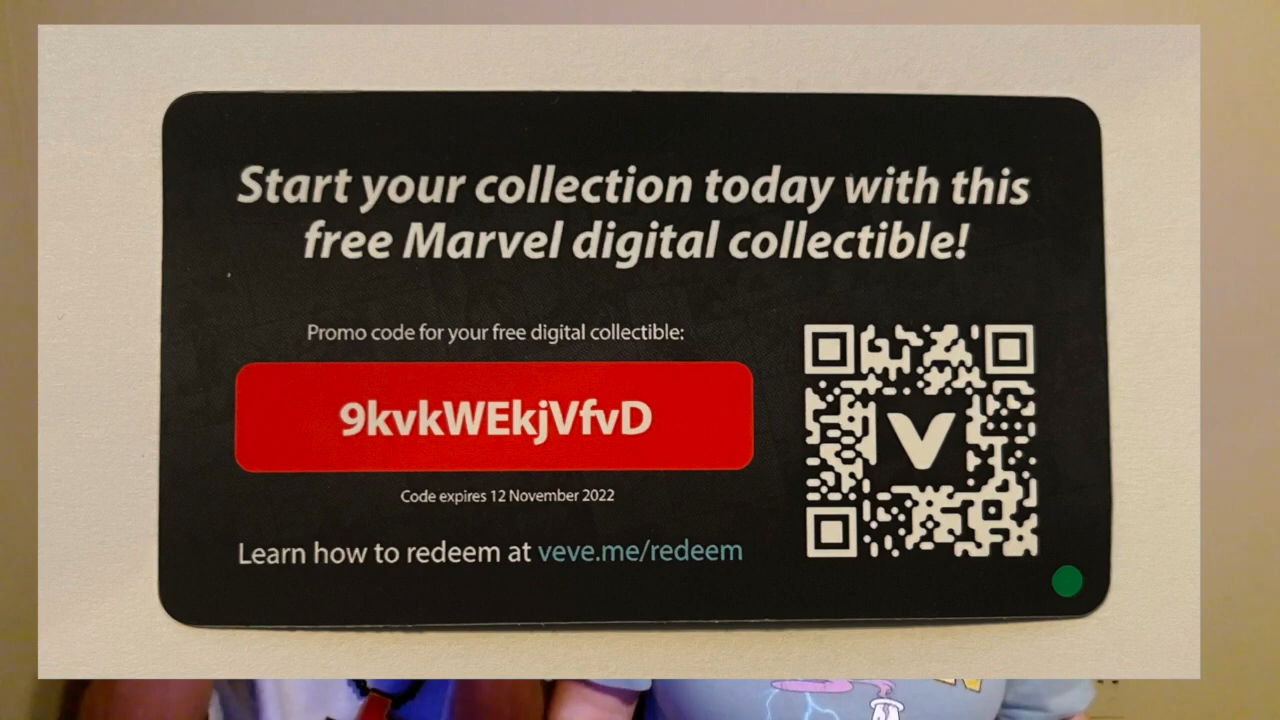 Start your collection today with this
free Marvel digital collectible!
Promo code for your free digital collectible:
9kvkWEkjVfvD
Code expires 12 November 2022
Learn how to redeem at veve.me/redeem
V